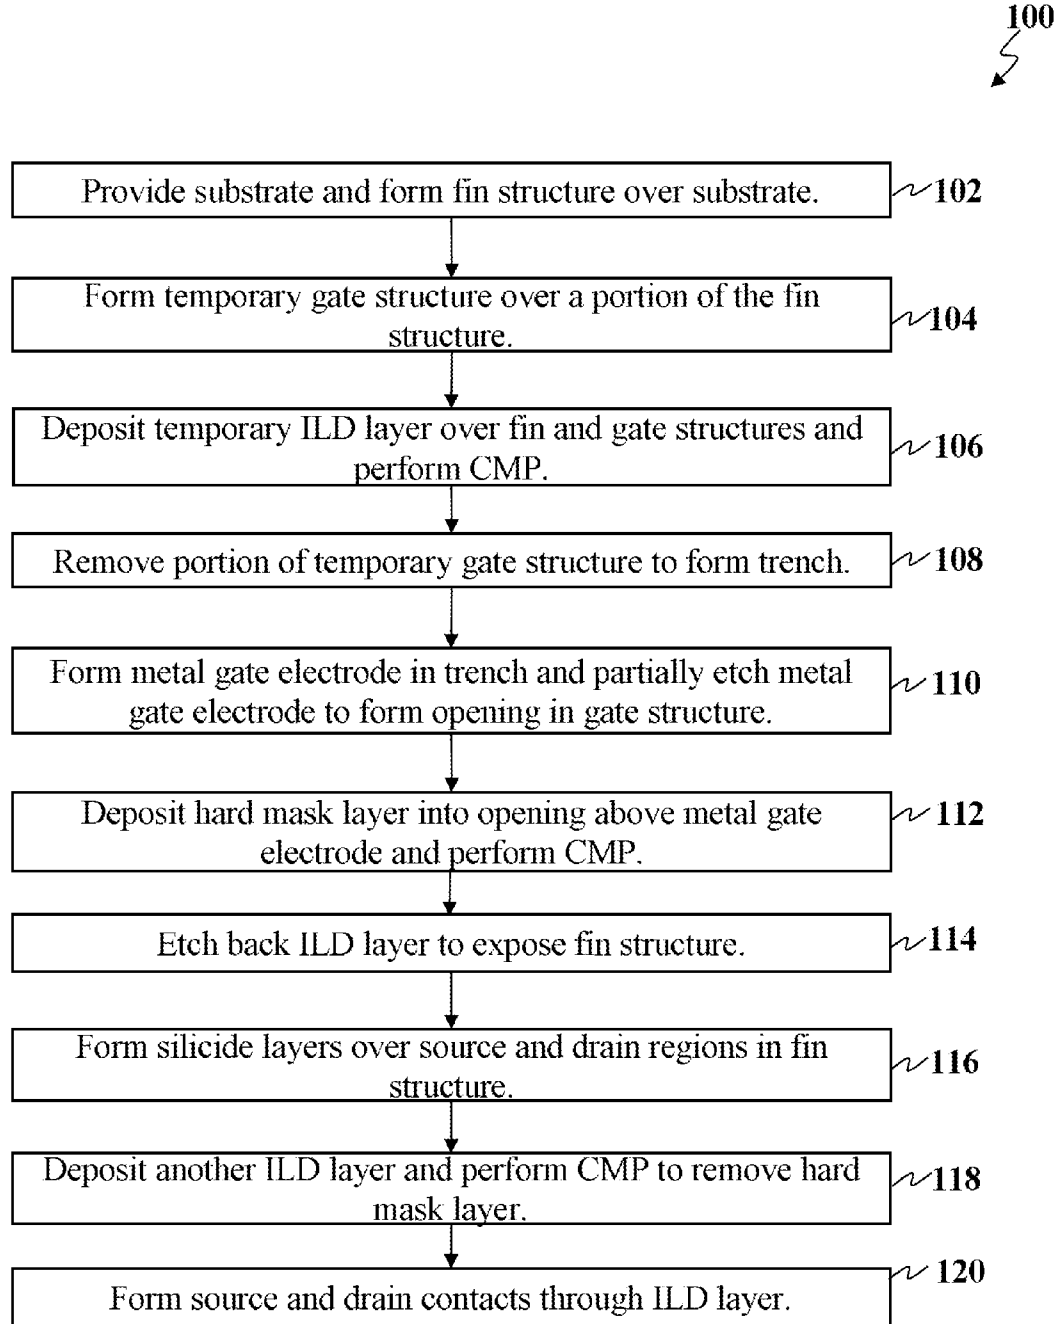 100
Provide substrate and form fin structure over substrate.
102
Form temporary gate structure over a portion of the fin
structure.
104
Deposit temporary ILD layer over fin and gate structures and
perform CMP.
106
Remove portion of temporary gate structure to form trench.
108
Form metal gate electrode in trench and partially etch metal
gate electrode to form opening in gate structure.
110
Deposit hard mask layer into opening above metal gate
electrode and perform CMP.
112
Etch back ILD layer to expose fin structure.
114
Form silicide layers over source and drain regions in fin
structure.
116
Deposit another ILD layer and perform CMP to remove hard
mask layer.
118
Form source and drain contacts through ILD layer.
120